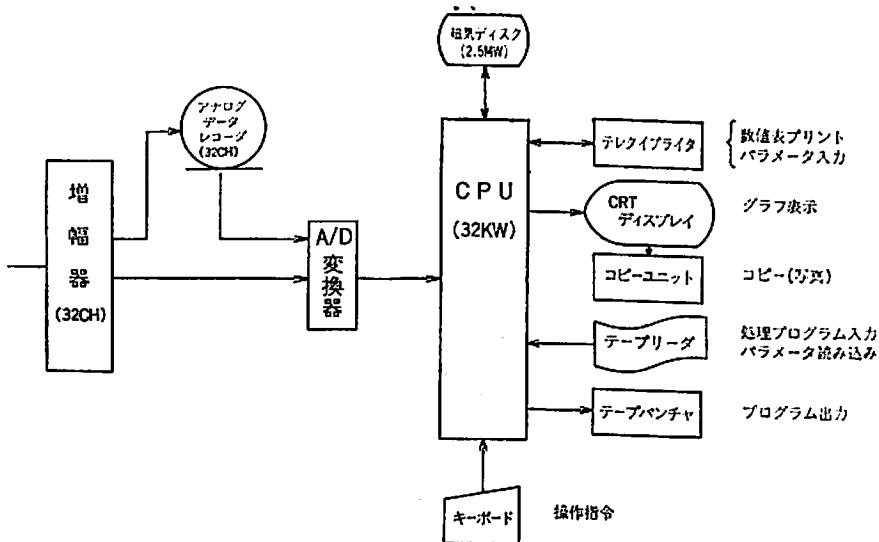 磁気ディスク
(2.5MW)
アナログ
データ
レコーダ
(32CH)
増
幅
器
(32CH)
A/D
変
換
器
CPU
(32KW)
テレタイプライタ
数値表プリント
パラメータ入力
CRT
ディスプレイ
グラフ表示
コピーユニット
コピー(写真)
テープリーダ
処理プログラム入力
パラメータ読み込み
テープパンチャ
プログラム出力
キーボード
操作指令